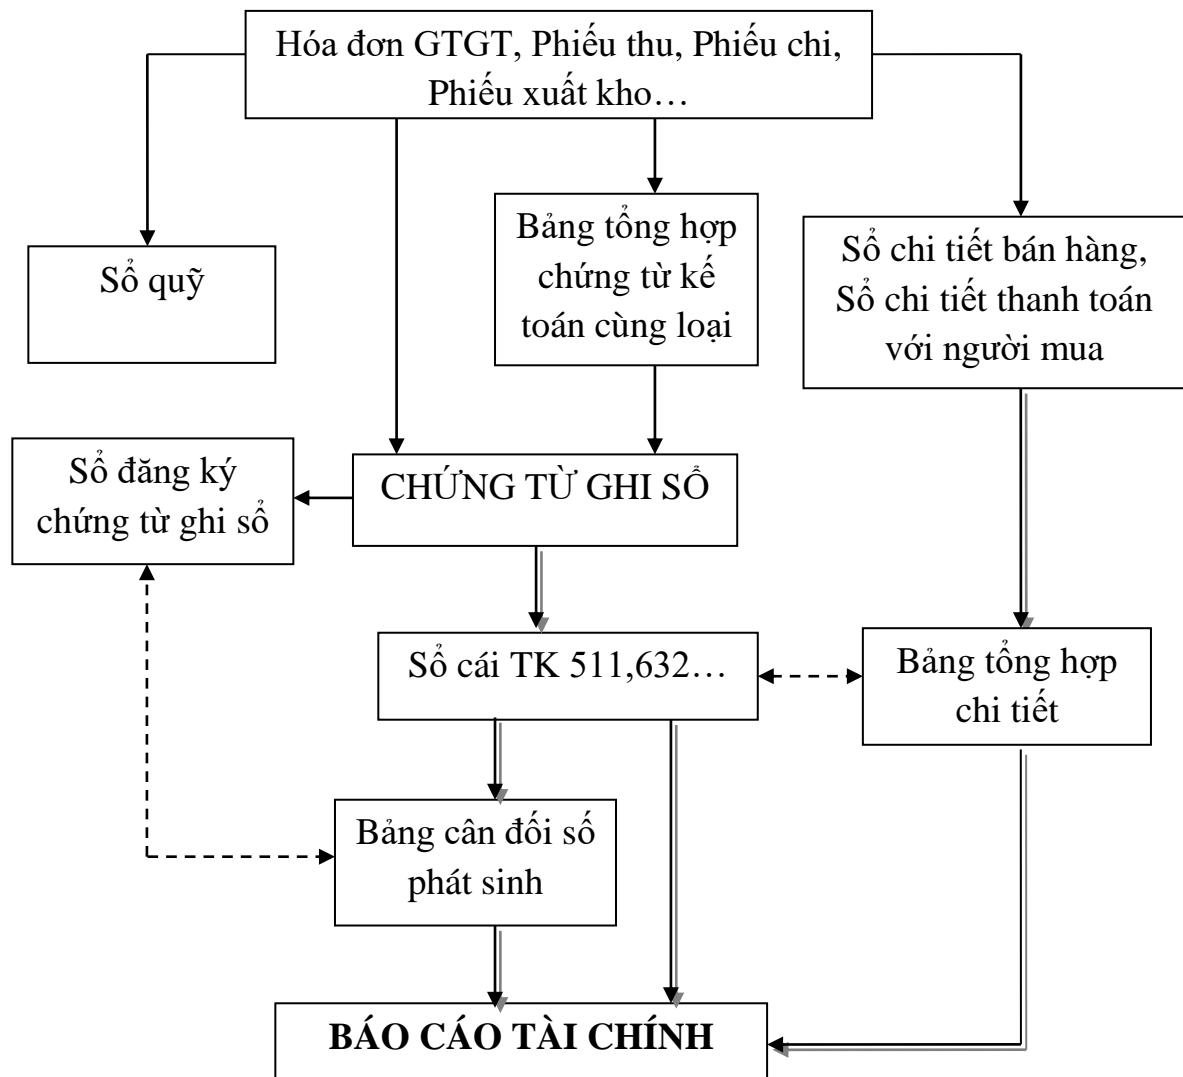 Hóa đơn GTGT, Phiếu thu, Phiếu chi,
Phiếu xuất kho…
Sổ quỹ
Bảng tổng hợp
chứng từ kế
toán cùng loại
Sổ chi tiết bán hàng,
Sổ chi tiết thanh toán
với người mua
Sổ đăng ký
chứng từ ghi sổ
CHỨNG TỪ GHI SỔ
Sổ cái TK 511,632…
Bảng tổng hợp
chi tiết
Bảng cân đối số
phát sinh
BÁO CÁO TÀI CHÍNH